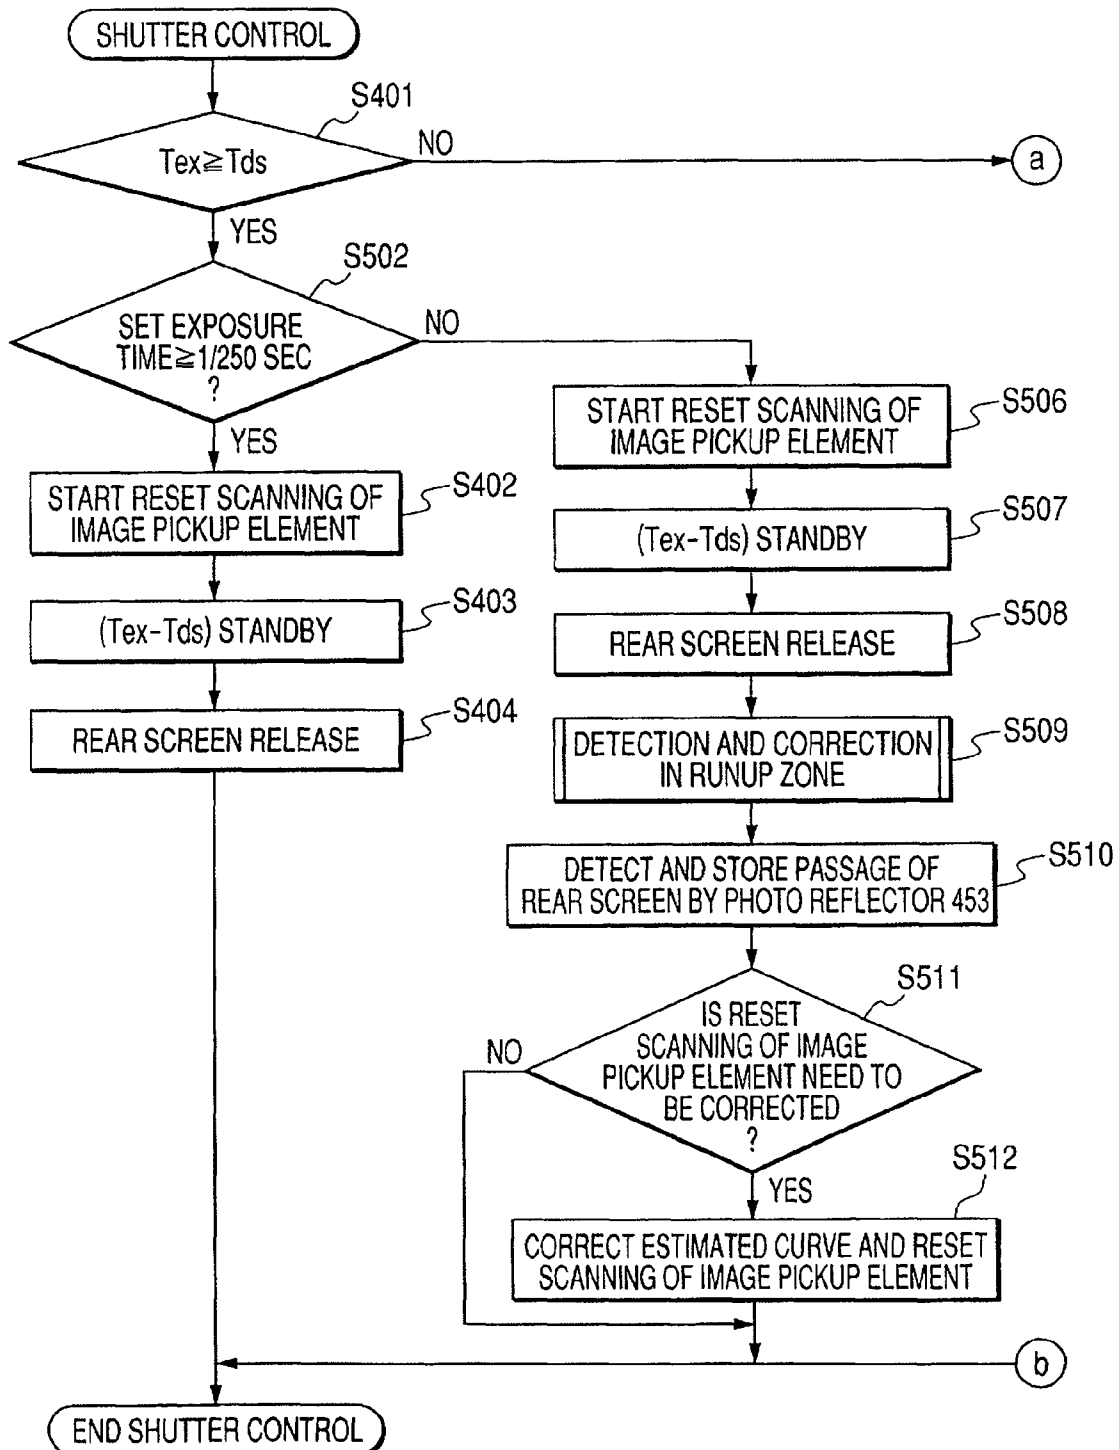 SHUTTER CONTROL
S401
Tex≧Tds
NO
a
YES
S502
SET EXPOSURE
TIME≧1/250 SEC
?
NO
YES
START RESET SCANNING OF
IMAGE PICKUP ELEMENT
S402
(Tex-Tds) STANDBY
S403
REAR SCREEN RELEASE
S404
START RESET SCANNING OF
IMAGE PICKUP ELEMENT
S506
(Tex-Tds) STANDBY
S507
REAR SCREEN RELEASE
S508
DETECTION AND CORRECTION
IN RUNUP ZONE
S509
DETECT AND STORE PASSAGE OF
REAR SCREEN BY PHOTO REFLECTOR 453
S510
S511
IS RESET
SCANNING OF IMAGE
PICKUP ELEMENT NEED TO
BE CORRECTED
?
NO
YES
S512
CORRECT ESTIMATED CURVE AND RESET
SCANNING OF IMAGE PICKUP ELEMENT
b
END SHUTTER CONTROL